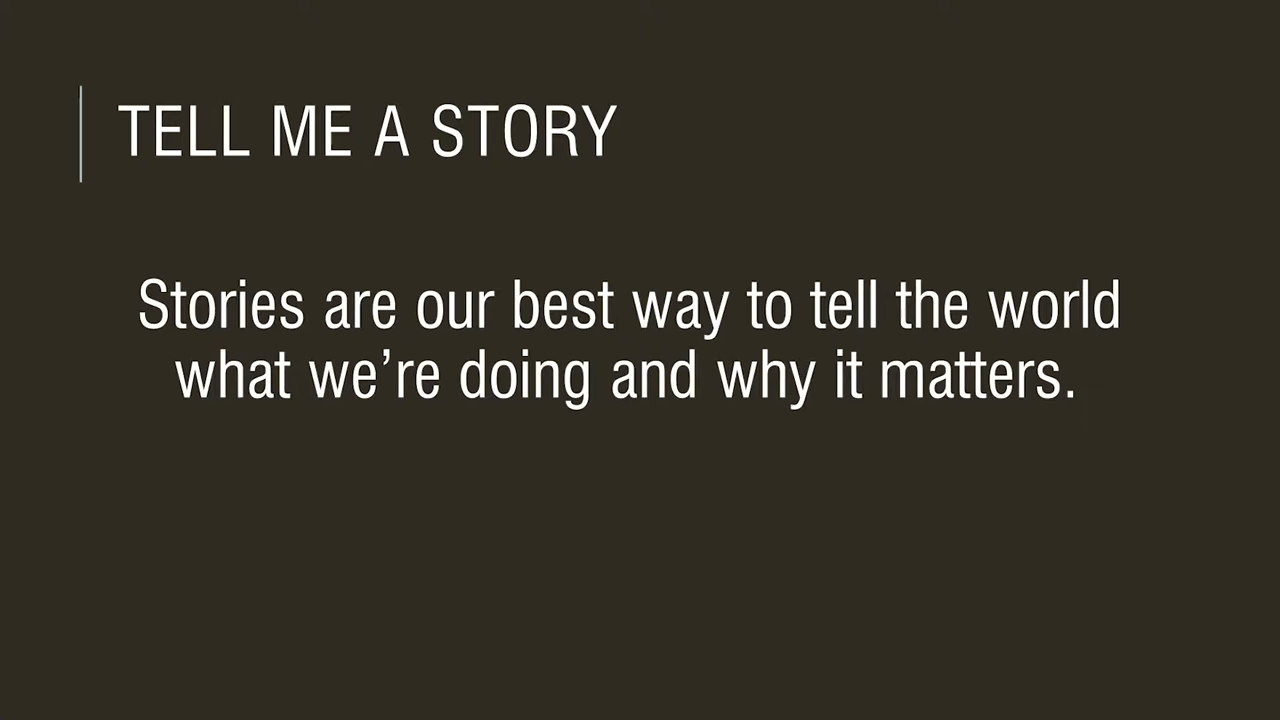 TELL ME A STORY
Stories are our best way to tell the world
what we’re doing and why it matters.